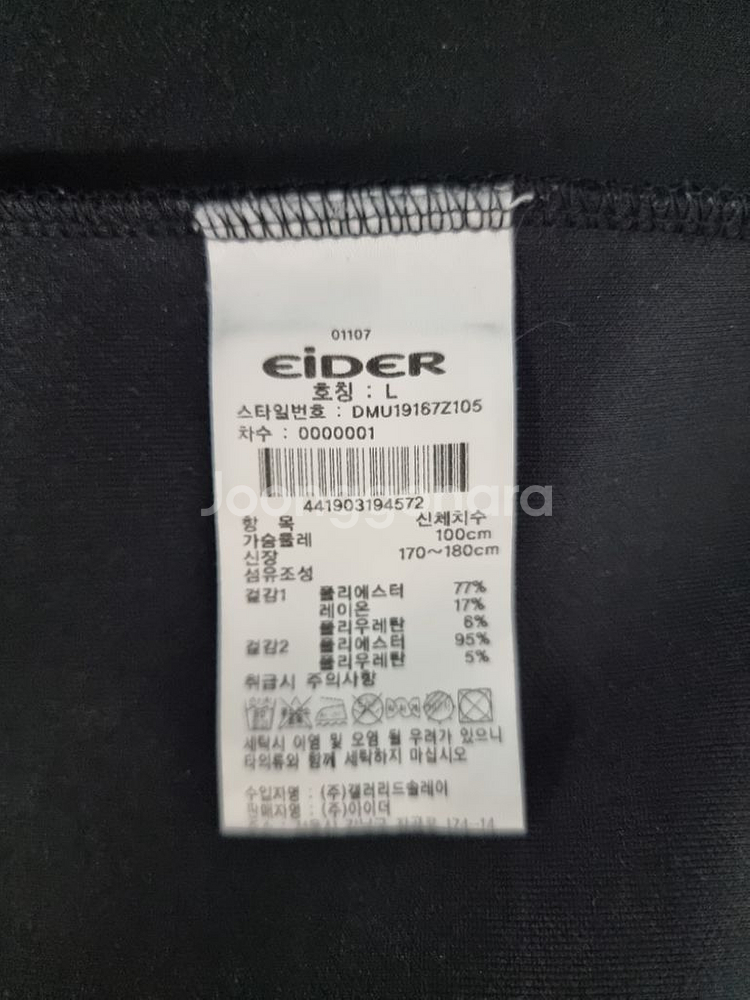 01107
EiDER
호칭 : L
스타일번호 : DMU19167Z105
차수 : 0000001
441903194572
Joonggonara
항 목 신체치수
가슴둘레 100cm
신장 170~180cm
섬유조성
겉감1 폴리에스터 77%
레이온 17%
폴리우레탄 6%
겉감2 폴리에스터 95%
폴리우레탄 5%
취급시 주의사항
세탁시 이염 및 오염 될 우려가 있으니
타의류와 함께 세탁하지 마십시오
수입자명 : (주)갤러리드솔레이
판매자명 : (주)아이더